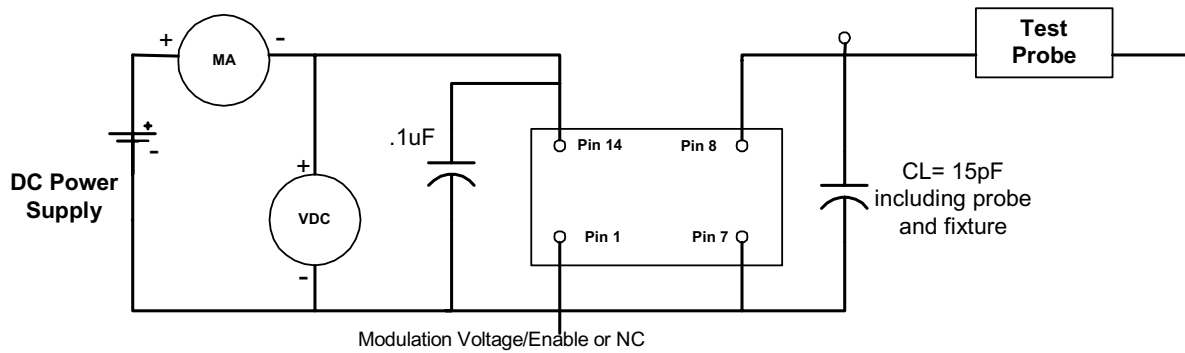 +
MA
-
Test
Probe
+
-
DC Power
Supply
+
VDC
-
.1uF
Pin 14
Pin 8
Pin 1
Pin 7
CL= 15pF
including probe
and fixture
Modulation Voltage/Enable or NC